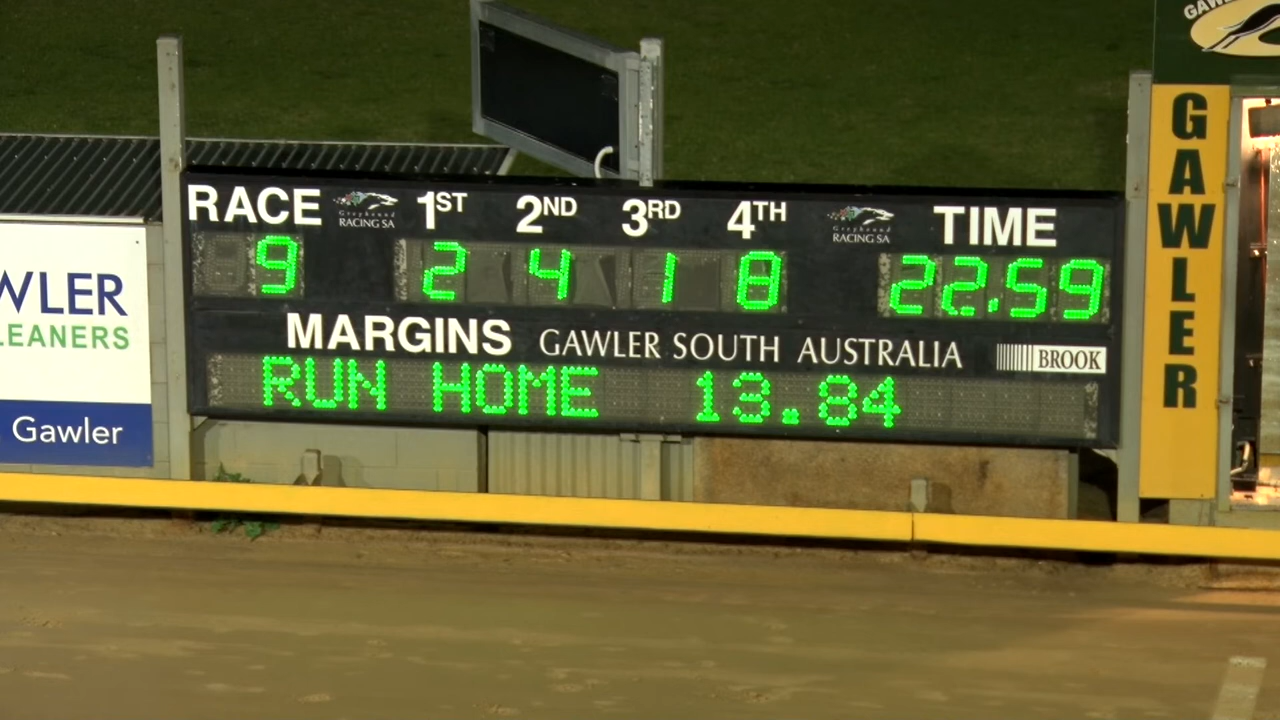 RACE 1ST 2ND 3RD 4TH TIME
Greyhound RACING SA
Greyhound RACING SA
9 2 4 1 8 22.59
MARGINS GAWLER SOUTH AUSTRALIA BROOK
RUN HOME 13.84
WLER
LEANERS
Gawler
GAWLER